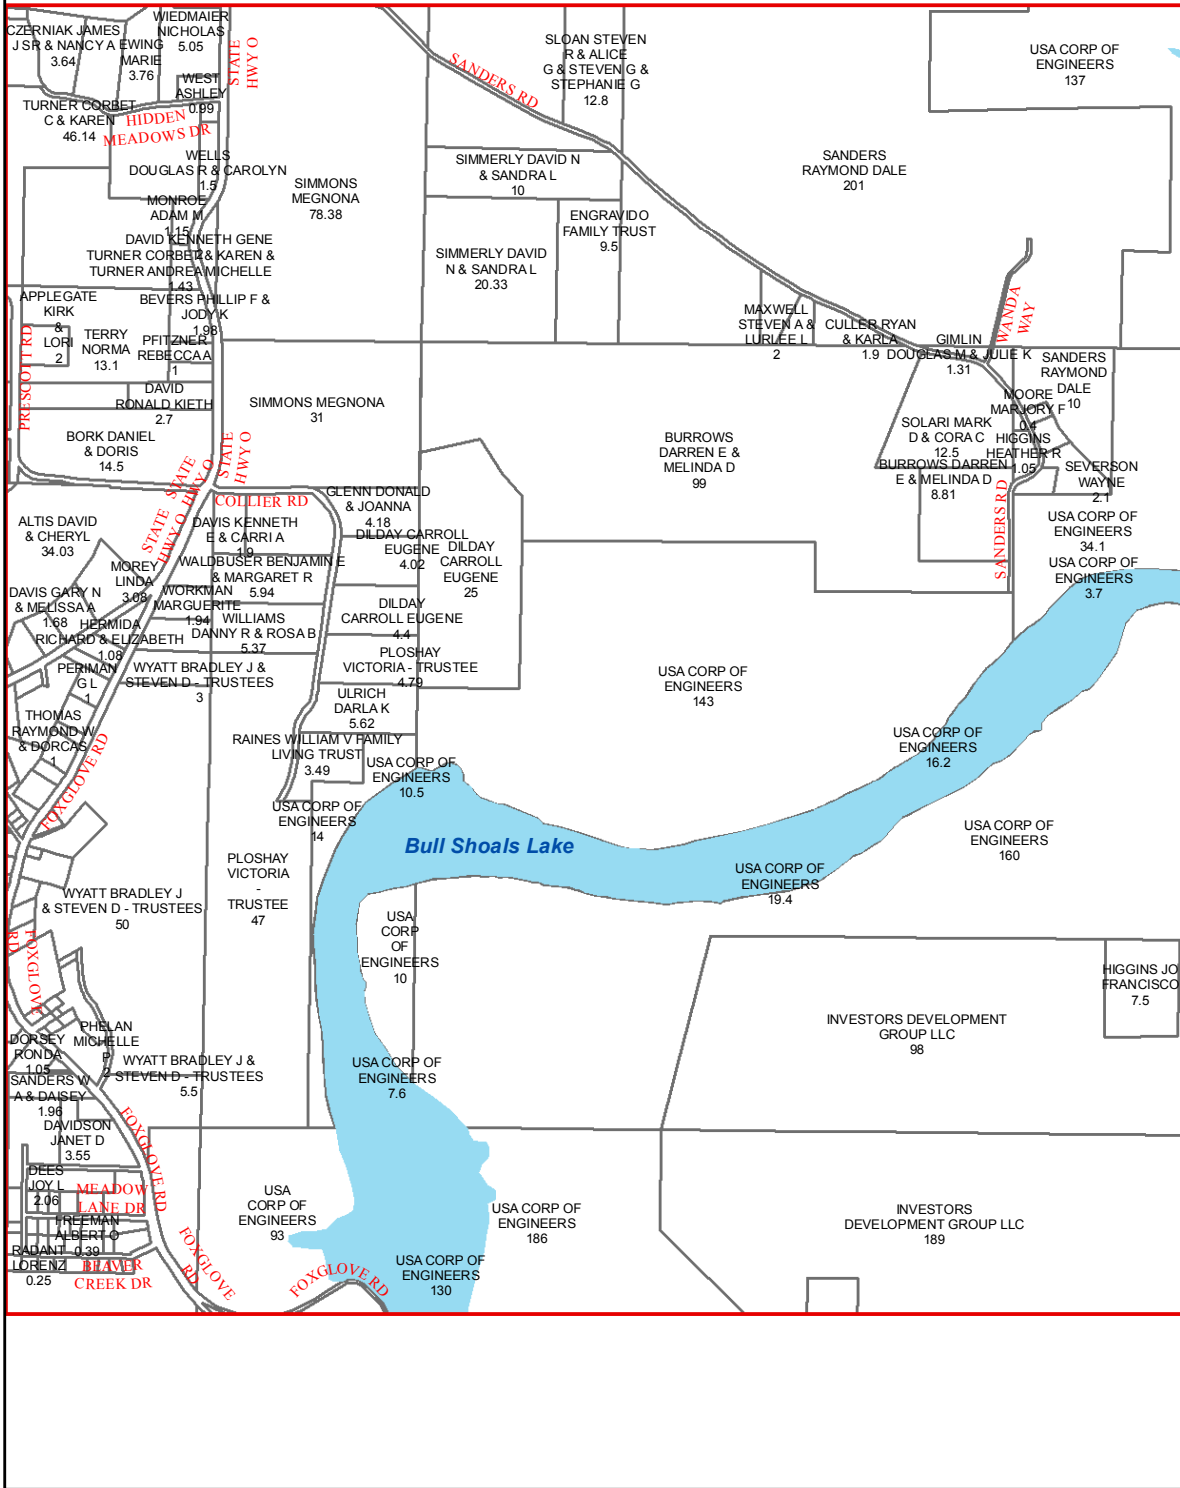 CZERNIAK JAMES
J SR & NANCY A
3.64
EWING
MARIE
3.76
WIEDMAIER
NICHOLAS
5.05
STATE
HWY O
WEST
ASHLEY
0.99
TURNER CORBET
C & KAREN
46.14
HIDDEN
MEADOWS DR
WELLS
DOUGLAS R & CAROLYN
1.5
MONROE
ADAM M
1.15
DAVID KENNETH GENE
2
TURNER CORBET & KAREN &
TURNER ANDREA MICHELLE
1.43
BEVERS PHILLIP F &
JODY K
1.98
APPLEGATE
KIRK
&
LORI
2
TERRY
NORMA
13.1
PFITZNER
REBECCA A
1
PRESCOTT RD
DAVID
RONALD KIETH
2.7
BORK DANIEL
& DORIS
14.5
SIMMONS
MEGNONA
78.38
SANDERS RD
SLOAN STEVEN
R & ALICE
G & STEVEN G &
STEPHANIE G
12.8
SIMMERLY DAVID N
& SANDRA L
10
ENGRAVIDO
FAMILY TRUST
9.5
SIMMERLY DAVID
N & SANDRA L
20.33
USA CORP OF
ENGINEERS
137
SANDERS
RAYMOND DALE
201
WANDA
WAY
MAXWELL
STEVEN A &
LURLEE L
2
CULLER RYAN
& KARLA
1.9
GIMLIN
DOUGLAS M & JULIE K
1.31
SANDERS
RAYMOND
DALE
10
MOORE
MARJORY F
0.4
SOLARI MARK
D & CORA C
12.5
HIGGINS
HEATHER R
1.05
BURROWS DARREN
E & MELINDA D
8.81
SEVERSON
WAYNE
2.1
SANDERS RD
USA CORP OF
ENGINEERS
34.1
USA CORP OF
ENGINEERS
3.7
SIMMONS MEGNONA
31
BURROWS
DARREN E &
MELINDA D
99
STATE
HWY O
STATE
HWY O
STATE
HWY O
COLLIER RD
GLENN DONALD
& JOANNA
4.18
ALTIS DAVID
& CHERYL
34.03
DAVIS KENNETH
E & CARRI A
1.9
DILDAY CARROLL
EUGENE
4.02
DILDAY
CARROLL
EUGENE
25
MOREY
LINDA
3.08
WALDBUSER BENJAMIN E
& MARGARET R
5.94
DAVIS GARY N
& MELISSA A
1.68
WORKMAN
MARGUERITE
1.94
DILDAY
CARROLL EUGENE
4.4
HERMIDA
RICHARD & ELIZABETH
1.08
WILLIAMS
DANNY R & ROSA B
5.37
PERIMAN
G L
1
WYATT BRADLEY J &
STEVEN D - TRUSTEES
3
PLOSHAY
VICTORIA - TRUSTEE
4.79
ULRICH
DARLA K
5.62
THOMAS
RAYMOND W
& DORCAS
1
FOXGLOVE RD
RAINES WILLIAM V FAMILY
LIVING TRUST
3.49
USA CORP OF
ENGINEERS
10.5
USA CORP OF
ENGINEERS
14
USA CORP OF
ENGINEERS
143
USA CORP OF
ENGINEERS
16.2
USA CORP OF
ENGINEERS
160
Bull Shoals Lake
USA CORP OF
ENGINEERS
19.4
PLOSHAY
VICTORIA
-
TRUSTEE
47
WYATT BRADLEY J
& STEVEN D - TRUSTEES
50
USA
CORP
OF
ENGINEERS
10
FOXGLOVE
RD
HIGGINS JO
FRANCISCO
7.5
INVESTORS DEVELOPMENT
GROUP LLC
98
PHELAN
MICHELLE
P
2
DORSEY
RONDA
1.05
WYATT BRADLEY J &
STEVEN D - TRUSTEES
5.5
USA CORP OF
ENGINEERS
7.6
SANDERS W
A & DAISEY
1.96
DAVIDSON
JANET D
3.55
FOXGLOVE RD
DEES
JOY L
2.06
MEADOW
LANE DR
FREEMAN
ALBERT O
0.39
RADANT
LORENZ
0.25
BEAVER
CREEK DR
FOXGLOVE
RD
USA
CORP OF
ENGINEERS
93
FOXGLOVE RD
USA CORP OF
ENGINEERS
186
USA CORP OF
ENGINEERS
130
INVESTORS
DEVELOPMENT GROUP LLC
189